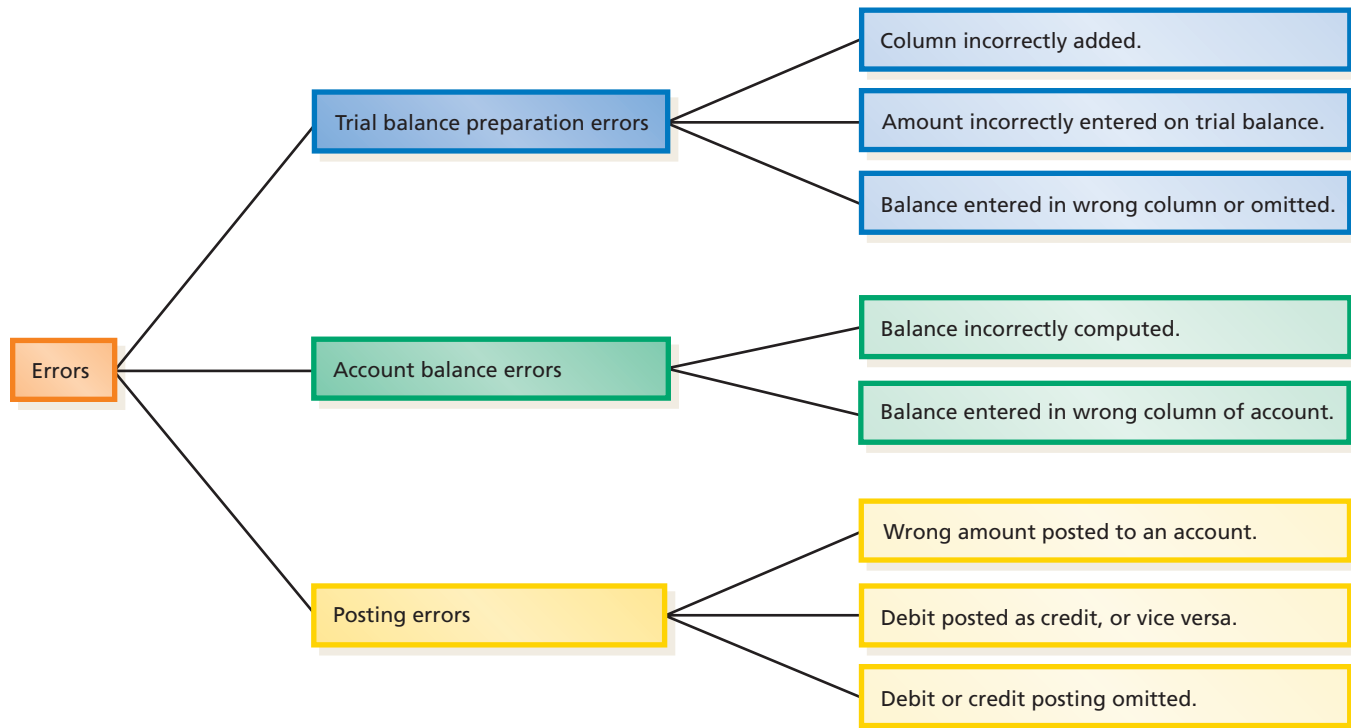 Errors
Trial balance preparation errors
Column incorrectly added.
Amount incorrectly entered on trial balance.
Balance entered in wrong column or omitted.
Account balance errors
Balance incorrectly computed.
Balance entered in wrong column of account.
Posting errors
Wrong amount posted to an account.
Debit posted as credit, or vice versa.
Debit or credit posting omitted.